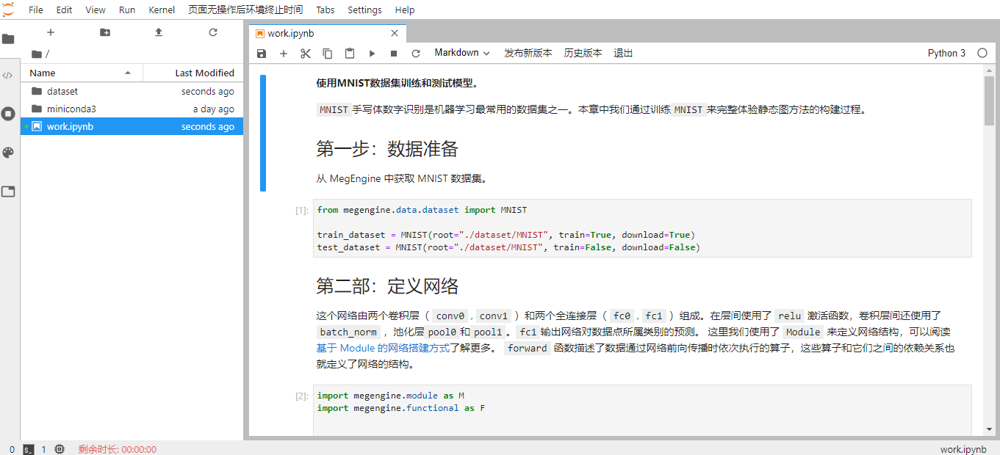 File Edit View Run Kernel 页面无操作后环境终止时间 Tabs Settings Help
/
Name Last Modified
dataset seconds ago
miniconda3 a day ago
work.ipynb seconds ago
work.ipynb
Markdown 发布新版本 历史版本 退出 Python 3
使用MNIST数据集训练和测试模型。
MNIST 手写体数字识别是机器学习最常用的数据集之一。本章中我们通过训练 MNIST 来完整体验静态图方法的构建过程。
第一步：数据准备
从 MegEngine 中获取 MNIST 数据集。
[1]: from megengine.data.dataset import MNIST
train_dataset = MNIST(root="./dataset/MNIST", train=True, download=True)
test_dataset = MNIST(root="./dataset/MNIST", train=False, download=False)
第二部：定义网络
这个网络由两个卷积层（ conv0 , conv1 ）和两个全连接层（ fc0 , fc1 ）组成。在层间使用了 relu 激活函数，卷积层间还使用了
batch_norm ，池化层 pool0 和 pool1 。 fc1 输出网络对数据点所属类别的预测。 这里我们使用了 Module 来定义网络结构，可以阅读
基于 Module 的网络搭建方式了解更多。 forward 函数描述了数据通过网络前向传播时依次执行的算子，这些算子和它们之间的依赖关系也
就定义了网络的结构。
[2]: import megengine.module as M
import megengine.functional as F
0 $_ 1 剩余时长: 00:00:00 work.ipynb